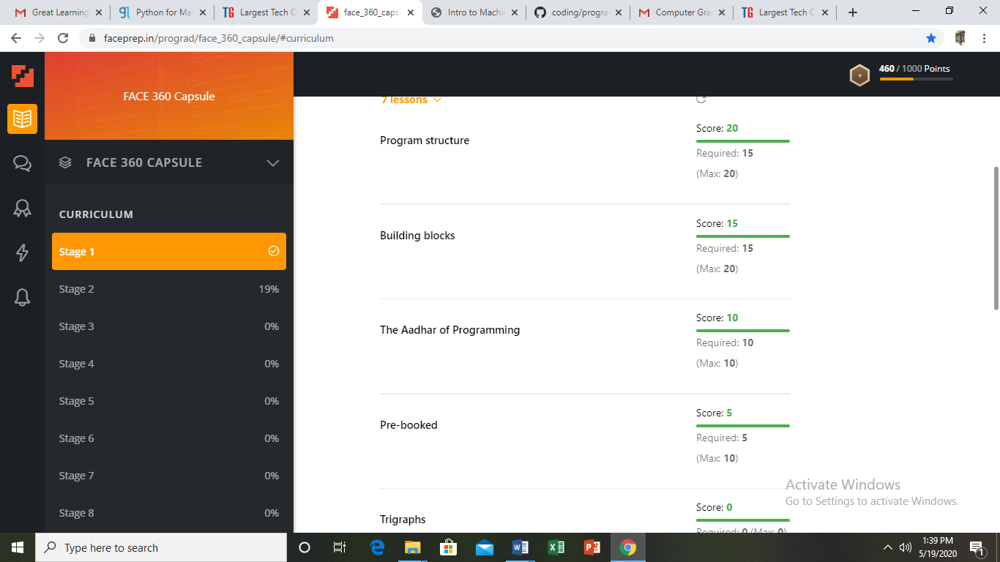 Great Learning
Python for Ma
Largest Tech C
face_360_caps
Intro to Machi
coding/progra
Computer Gra
Largest Tech C
faceprep.in/prograd/face_360_capsule/#curriculum
FACE 360 Capsule
460 / 1000 Points
FACE 360 CAPSULE
CURRICULUM
Stage 1
Stage 2 19%
Stage 3 0%
Stage 4 0%
Stage 5 0%
Stage 6 0%
Stage 7 0%
Stage 8 0%
7 lessons
Program structure
Score: 20
Required: 15
(Max: 20)
Building blocks
Score: 15
Required: 15
(Max: 20)
The Aadhar of Programming
Score: 10
Required: 10
(Max: 10)
Pre-booked
Score: 5
Required: 5
(Max: 10)
Trigraphs
Score: 0
Required: 0 (Max: 0)
Activate Windows
Go to Settings to activate Windows.
Type here to search
1:39 PM
5/19/2020
1